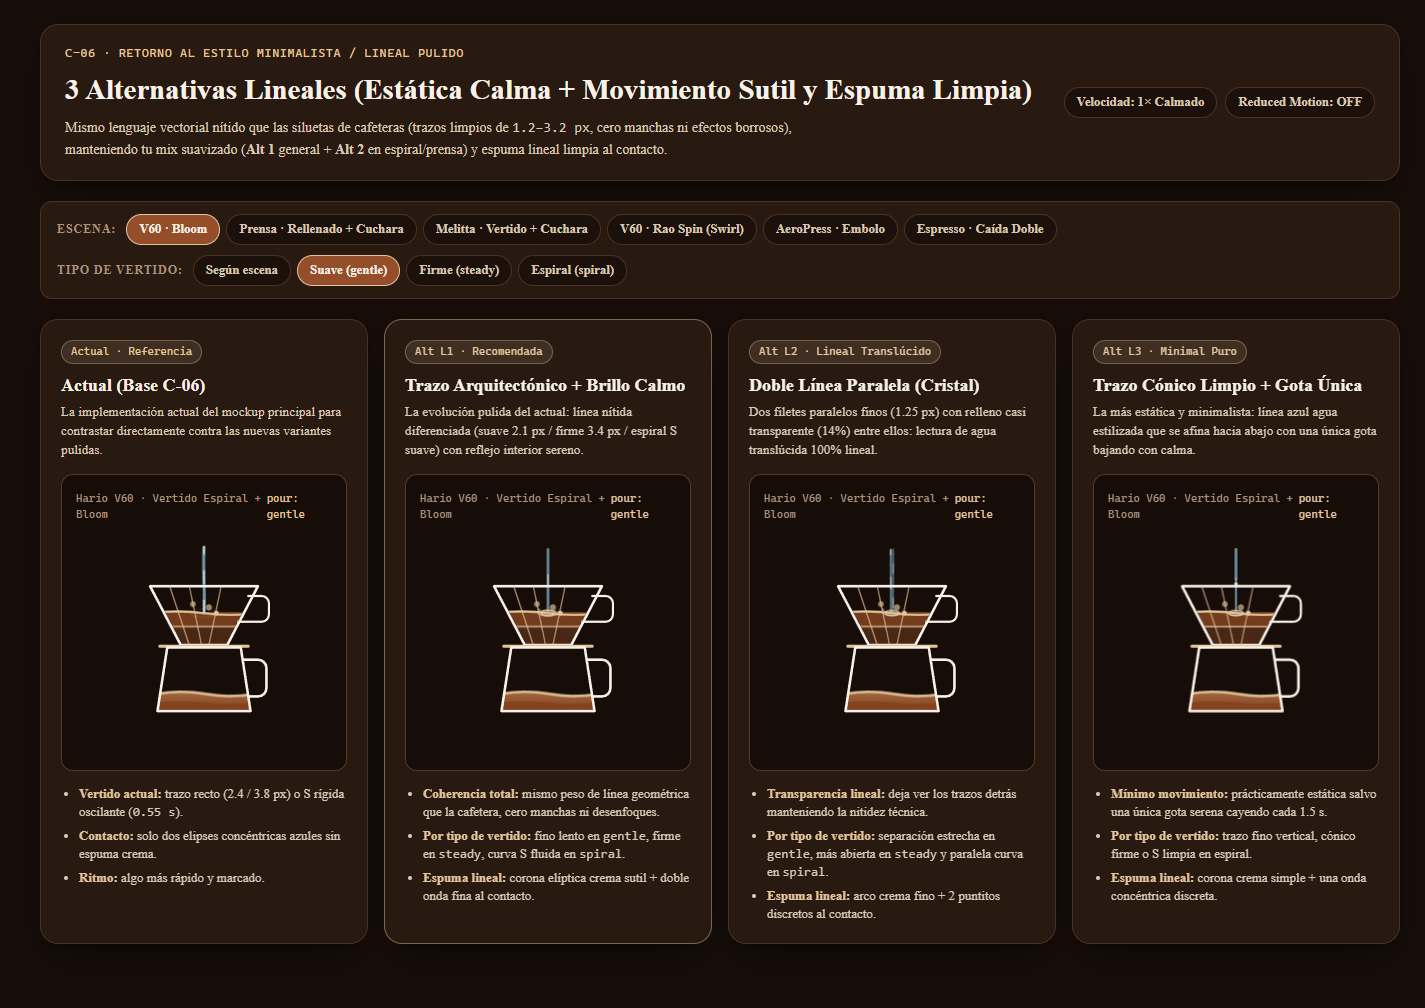 C-06 · RETORNO AL ESTILO MINIMALISTA / LINEAL PULIDO
3 Alternativas Lineales (Estática Calma + Movimiento Sutil y Espuma Limpia)
Mismo lenguaje vectorial nítido que las siluetas de cafeteras (trazos limpios de 1.2–3.2 px, cero manchas ni efectos borrosos),
manteniendo tu mix suavizado (Alt 1 general + Alt 2 en espiral/prensa) y espuma lineal limpia al contacto.
Velocidad: 1× Calmado
Reduced Motion: OFF
ESCENA:
V60 · Bloom
Prensa · Rellenado + Cuchara
Melitta · Vertido + Cuchara
V60 · Rao Spin (Swirl)
AeroPress · Embolo
Espresso · Caída Doble
TIPO DE VERTIDO:
Según escena
Suave (gentle)
Firme (steady)
Espiral (spiral)
Actual · Referencia
Actual (Base C-06)
La implementación actual del mockup principal para
contrastar directamente contra las nuevas variantes
pulidas.
Hario V60 · Vertido Espiral +
Bloom
pour:
gentle
Vertido actual: trazo recto (2.4 / 3.8 px) o S rígida
oscilante (0.55 s).
Contacto: solo dos elipses concéntricas azules sin
espuma crema.
Ritmo: algo más rápido y marcado.
Alt L1 · Recomendada
Trazo Arquitectónico + Brillo Calmo
La evolución pulida del actual: línea nítida
diferenciada (suave 2.1 px / firme 3.4 px / espiral S
suave) con reflejo interior sereno.
Hario V60 · Vertido Espiral +
Bloom
pour:
gentle
Coherencia total: mismo peso de línea geométrica
que la cafetera, cero manchas ni desenfoques.
Por tipo de vertido: fino lento en gentle, firme
en steady, curva S fluida en spiral.
Espuma lineal: corona elíptica crema sutil + doble
onda fina al contacto.
Alt L2 · Lineal Translúcido
Doble Línea Paralela (Cristal)
Dos filetes paralelos finos (1.25 px) con relleno casi
transparente (14%) entre ellos: lectura de agua
translúcida 100% lineal.
Hario V60 · Vertido Espiral +
Bloom
pour:
gentle
Transparencia lineal: deja ver los trazos detrás
manteniendo la nitidez técnica.
Por tipo de vertido: separación estrecha en
gentle, más abierta en steady y paralela curva
en spiral.
Espuma lineal: arco crema fino + 2 puntitos
discretos al contacto.
Alt L3 · Minimal Puro
Trazo Cónico Limpio + Gota Única
La más estática y minimalista: línea azul agua
estilizada que se afina hacia abajo con una única gota
bajando con calma.
Hario V60 · Vertido Espiral +
Bloom
pour:
gentle
Mínimo movimiento: prácticamente estática salvo
una única gota serena cayendo cada 1.5 s.
Por tipo de vertido: trazo fino vertical, cónico
firme o S limpia en espiral.
Espuma lineal: corona crema simple + una onda
concéntrica discreta.